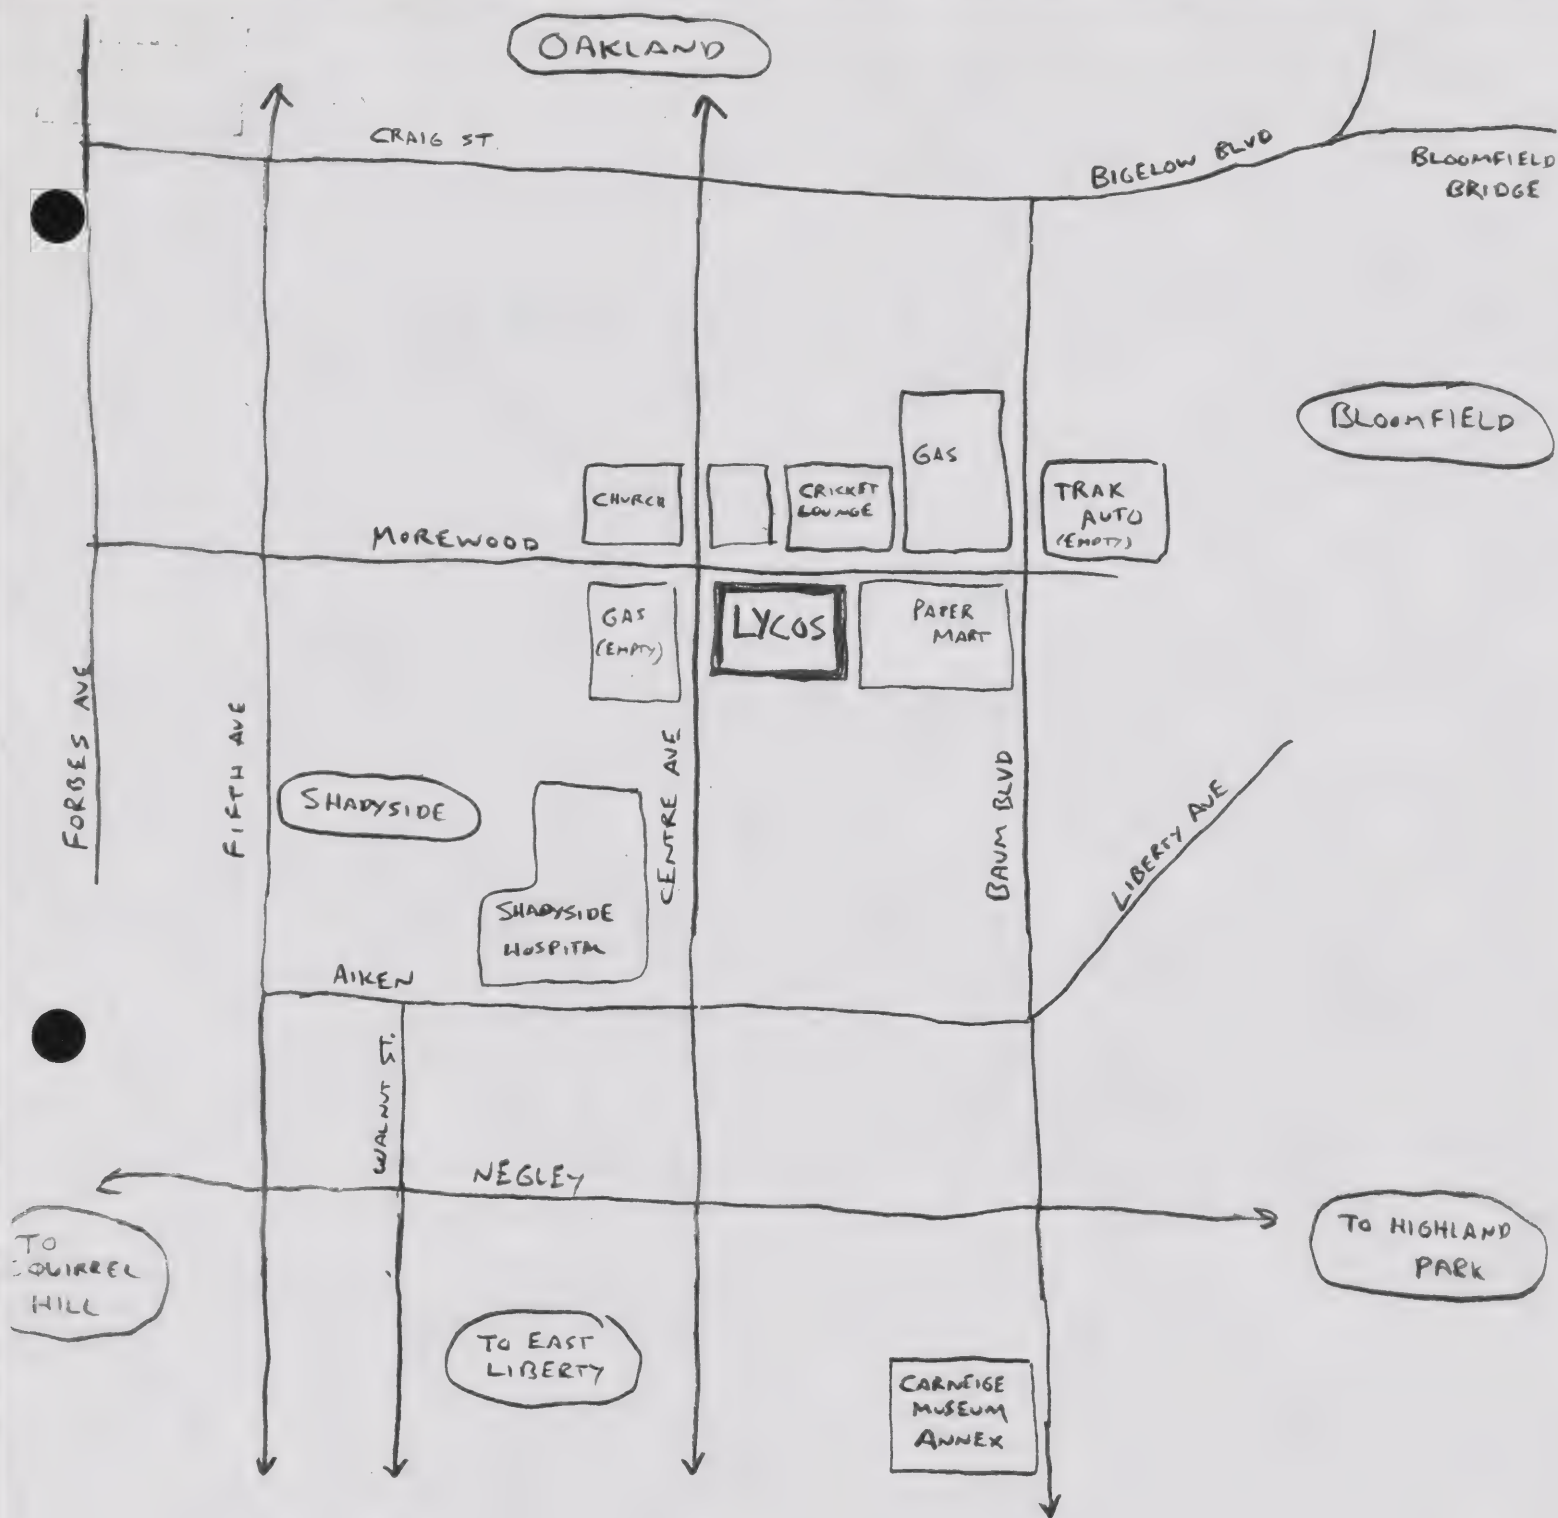 OAKLAND
CRAIG ST.
BIGELOW BLVD
BLOOMFIELD
BRIDGE
BLOOMFIELD
GAS
CHURCH
CRICKET
LOUNGE
TRAK
AUTO
(EMPTY)
MOREWOOD
GAS
(EMPTY)
LYCOS
PAPER
MART
FORBES AVE
FIFTH AVE
SHADYSIDE
CENTRE AVE
BAUM BLVD
LIBERTY AVE
SHADYSIDE
HOSPITAL
AIKEN
WALNUT ST.
NEGLEY
TO
SQUIRREL
HILL
TO HIGHLAND
PARK
TO EAST
LIBERTY
CARNEIGE
MUSEUM
ANNEX